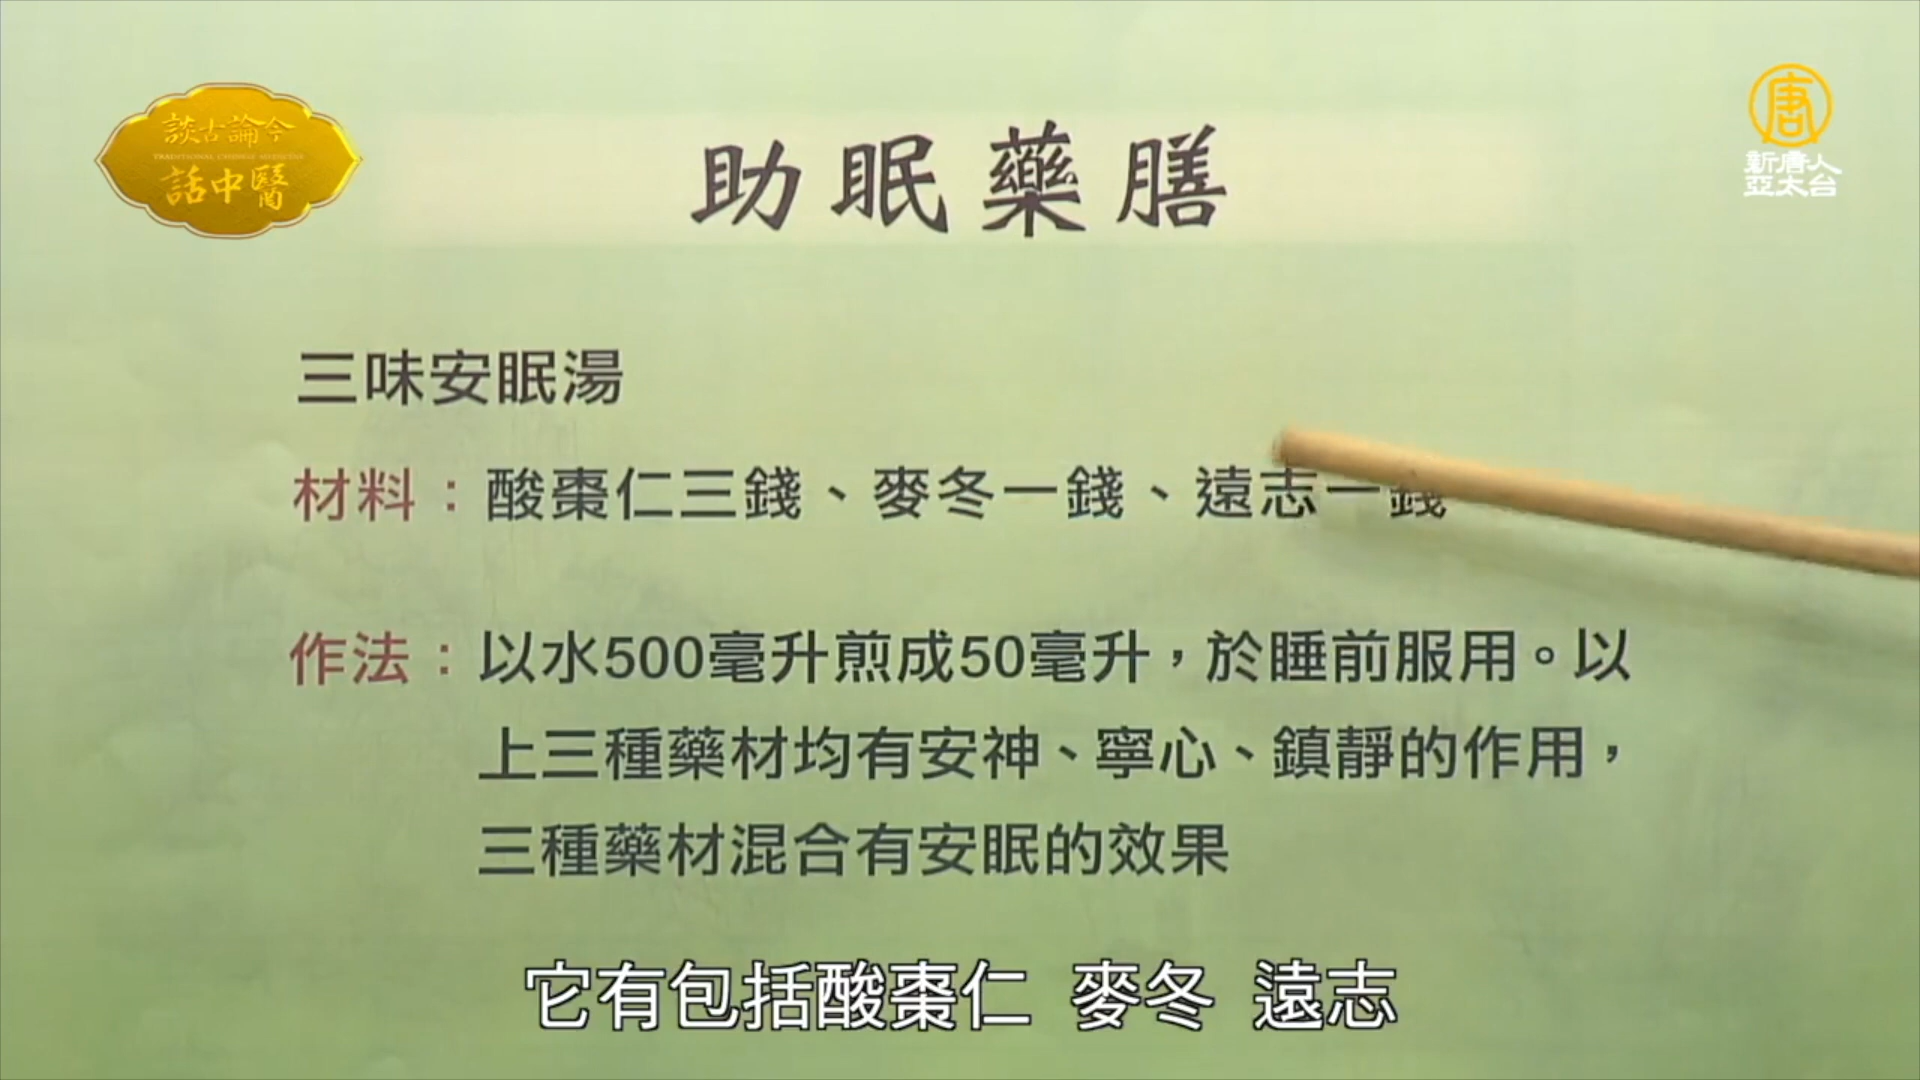 談古論今
TRADITIONAL CHINESE MEDICINE
話中醫
唐
新唐人
亞太台
助眠藥膳
三味安眠湯
材料：酸棗仁三錢、麥冬一錢、遠志一錢
作法：以水500毫升煎成50毫升，於睡前服用。以
上三種藥材均有安神、寧心、鎮靜的作用，
三種藥材混合有安眠的效果
它有包括酸棗仁 麥冬 遠志